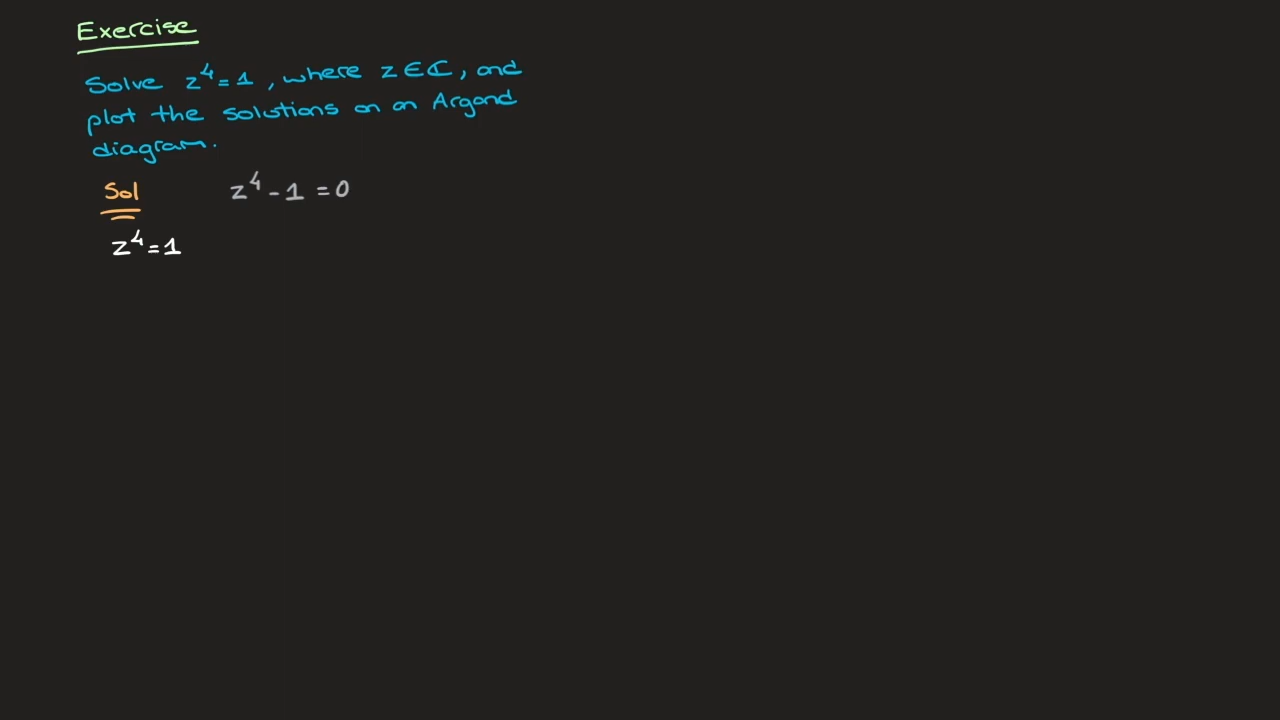 Exercise
Solve z⁴ = 1, where z ∈ ℂ, and
plot the solutions on an Argand
diagram.
Sol z⁴ - 1 = 0
z⁴ = 1